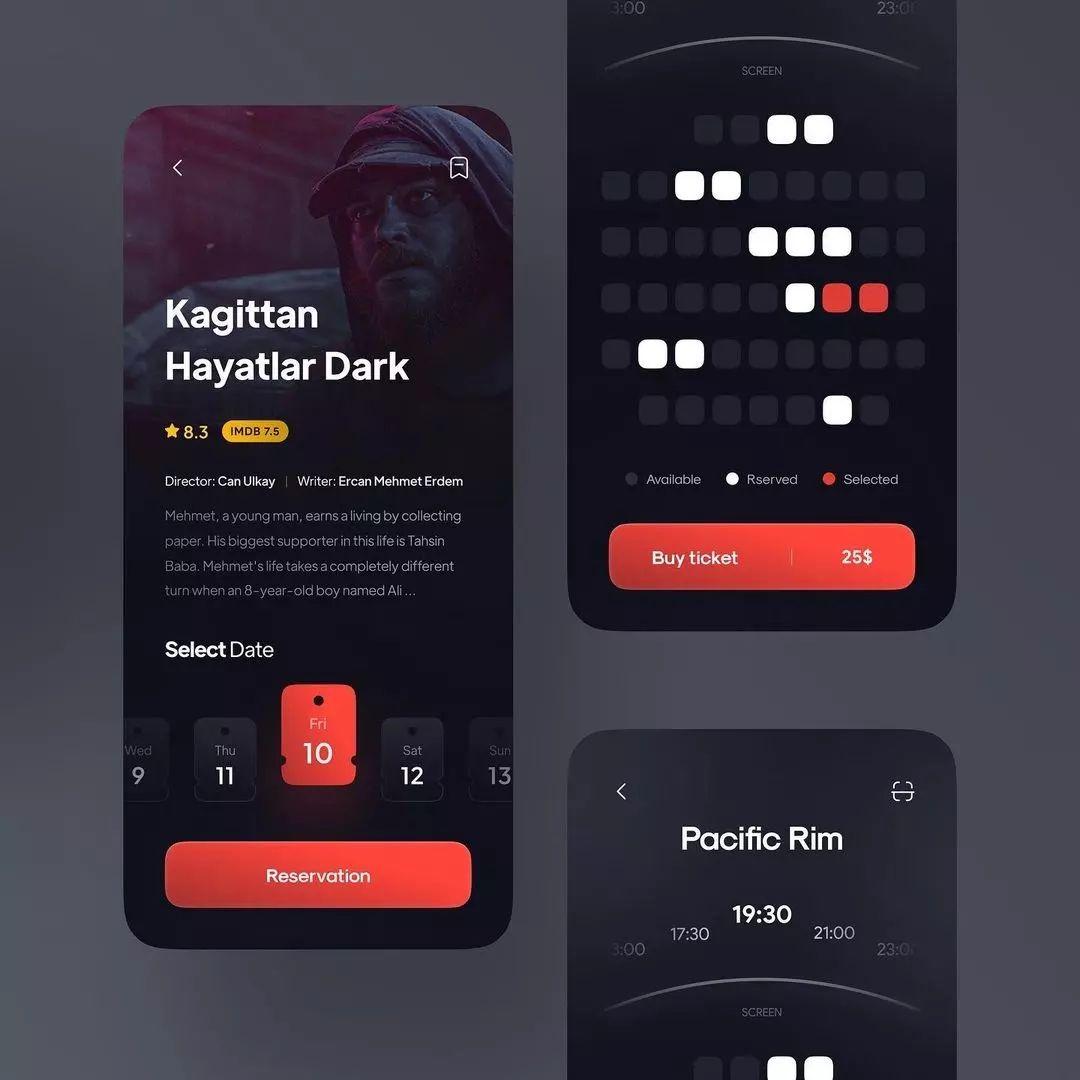 Kagittan
Hayatlar Dark
8.3 IMDB 7.5
Director: Can Ulkay | Writer: Ercan Mehmet Erdem
Mehmet, a young man, earns a living by collecting
paper. His biggest supporter in this life is Tahsin
Baba. Mehmet's life takes a completely different
turn when an 8-year-old boy named Ali ...
Select Date
Wed Thu Fri Sat Sun
9 11 10 12 13
Reservation
3:00 23:0
SCREEN
Available Rserved Selected
Buy ticket | 25$
Pacific Rim
3:00 17:30 19:30 21:00 23:0
SCREEN